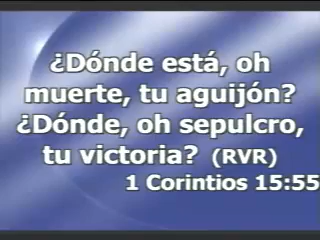 ¿Dónde está, oh
muerte, tu aguijón?
¿Dónde, oh sepulcro,
tu victoria? (RVR)
1 Corintios 15:55